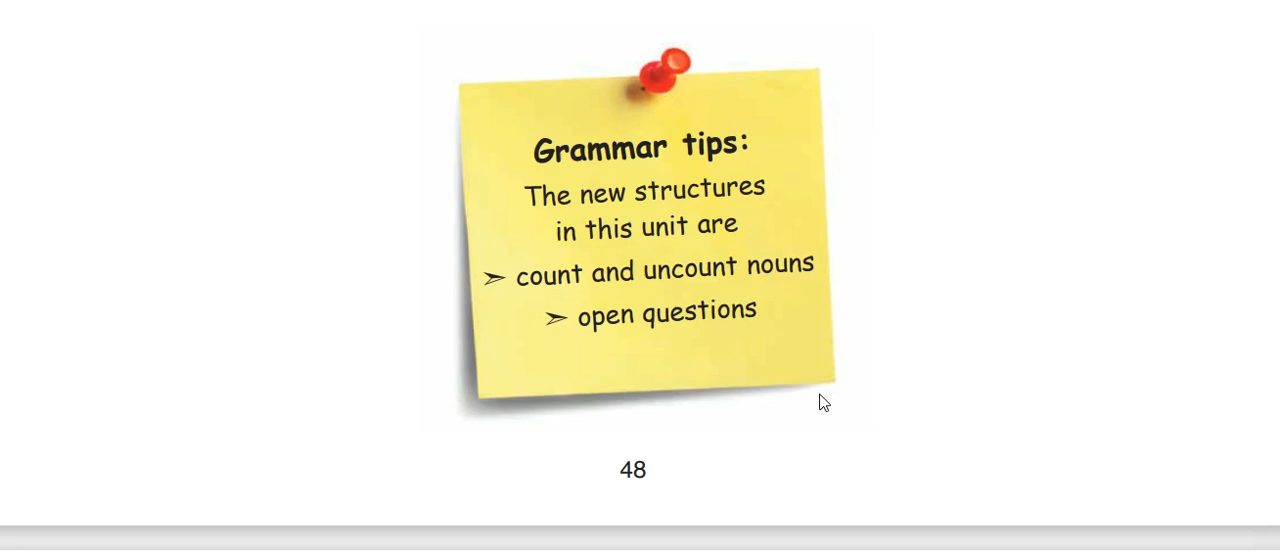 Grammar tips:
The new structures
in this unit are
➣ count and uncount nouns
➣ open questions
48